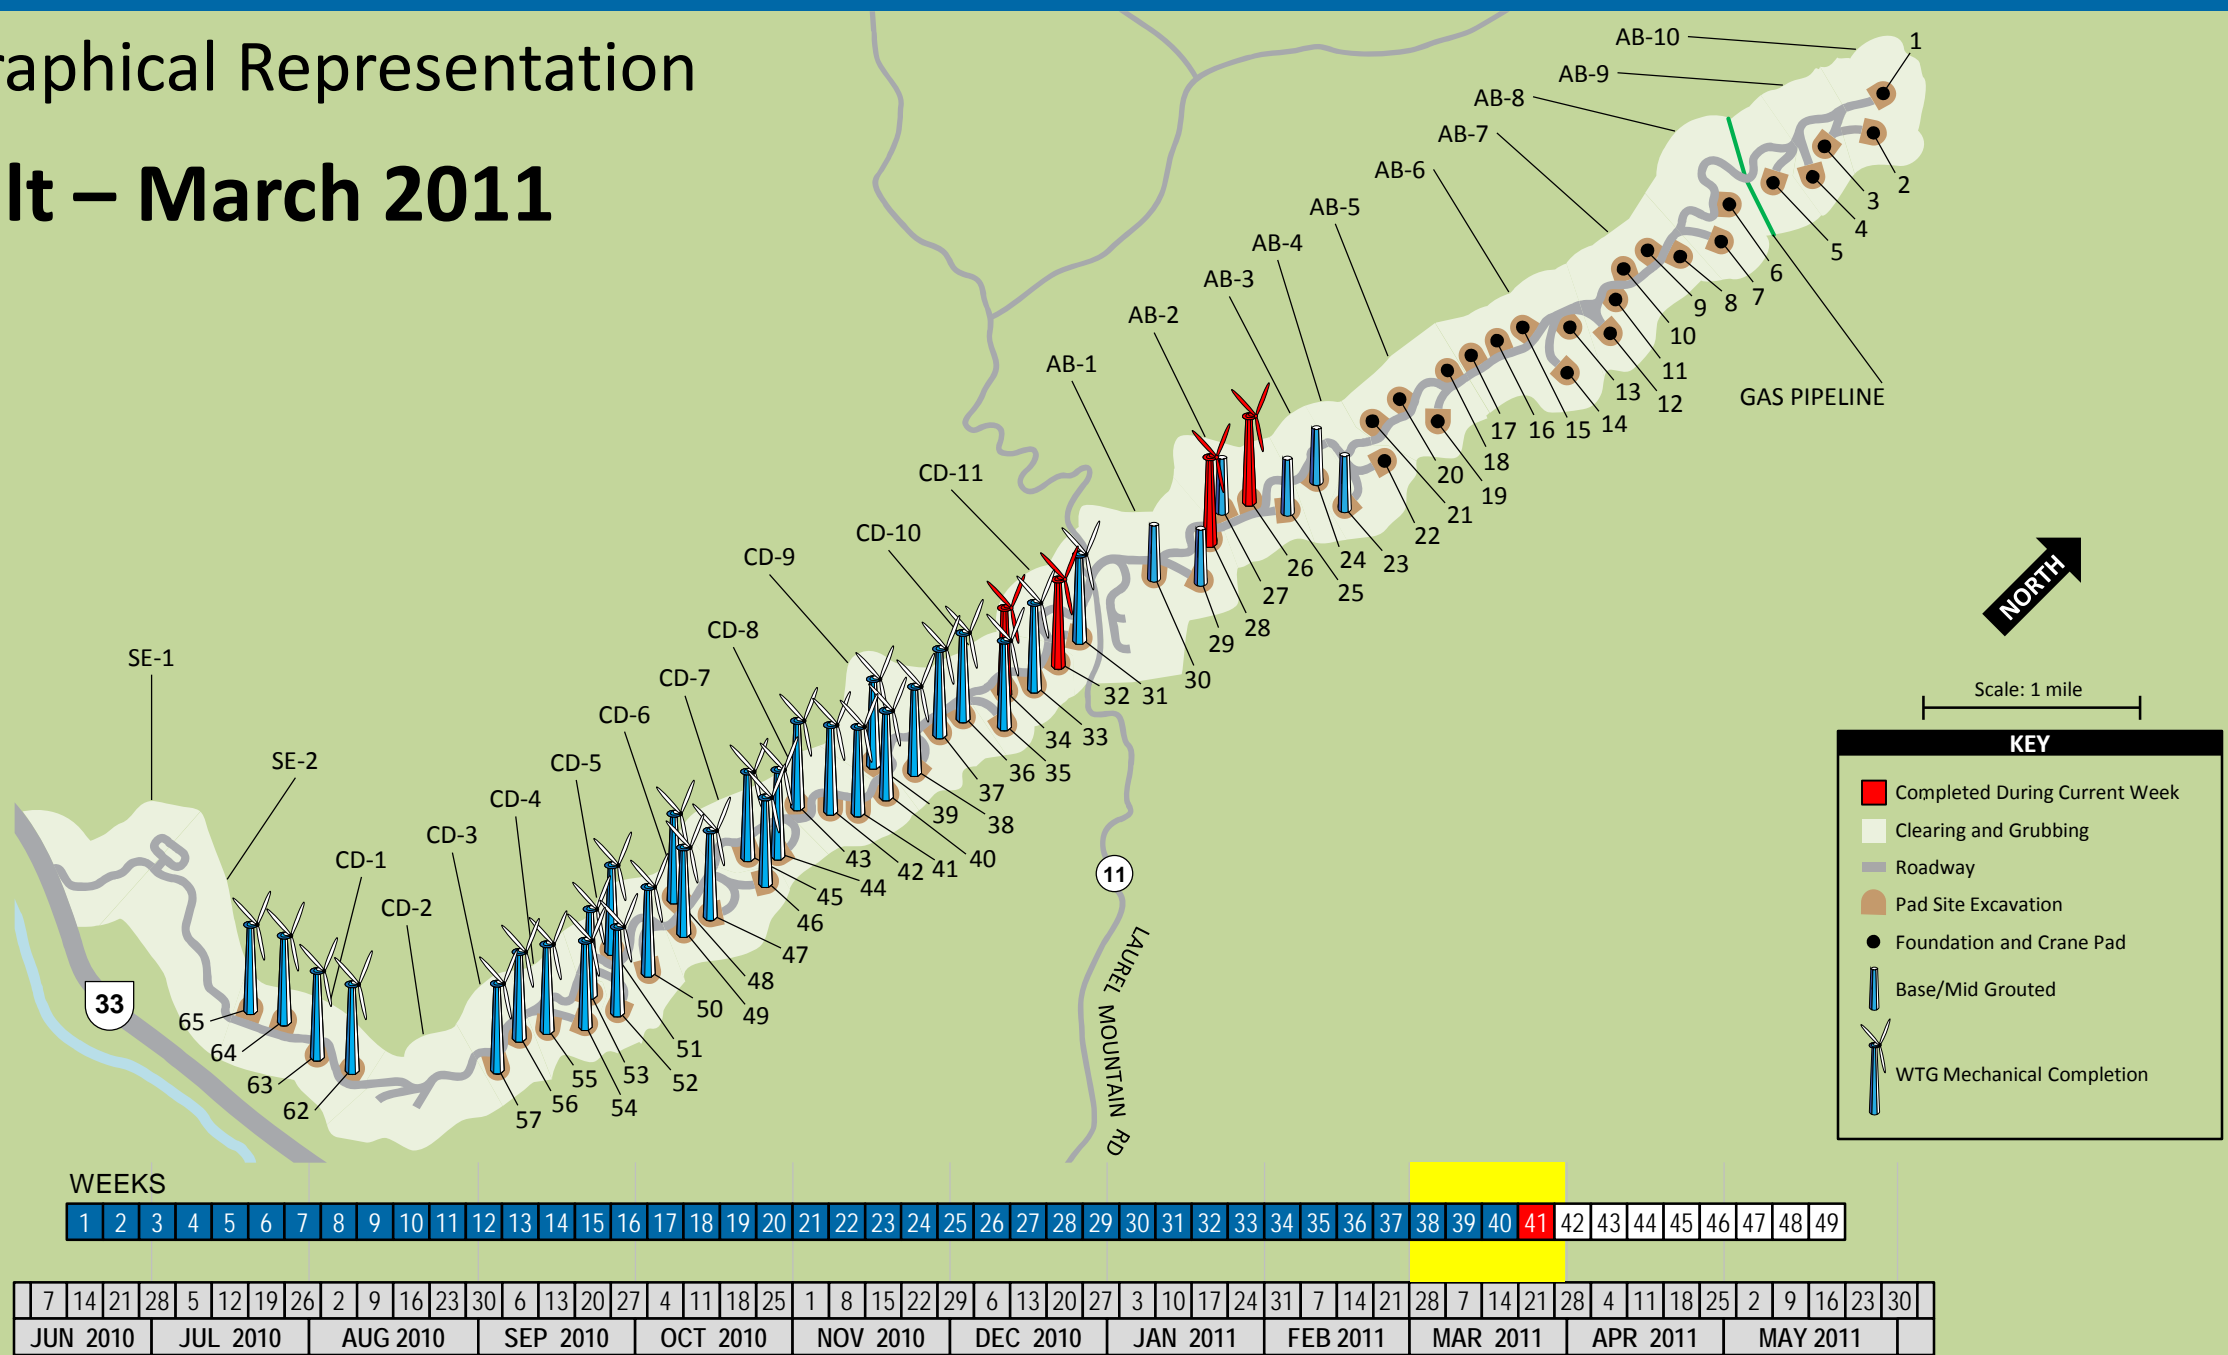 raphical Representation
lt – March 2011
AB-10
1
AB-9
AB-8
AB-7
AB-6
2
3
AB-5
4
AB-4
5
6
AB-3
7
8
9
AB-2
10
AB-1
11
13
12
GAS PIPELINE
14
15
16
17
18
CD-11
20
19
21
CD-10
22
CD-9
24
23
26
25
27
NORTH
28
CD-8
29
SE-1
CD-7
30
31
32
Scale: 1 mile
CD-6
33
34
KEY
SE-2
CD-5
35
36
37
Completed During Current Week
CD-4
39
38
Clearing and Grubbing
CD-3
CD-1
43
42
41
40
Roadway
11
44
45
CD-2
46
Pad Site Excavation
47
Foundation and Crane Pad
LAUREL MOUNTAIN RD
48
Base/Mid Grouted
33
50
49
65
51
64
53
52
WTG Mechanical Completion
63
55
62
56
54
57
WEEKS
1 2 3 4 5 6 7 8 9 10 11 12 13 14 15 16 17 18 19 20 21 22 23 24 25 26 27 28 29 30 31 32 33 34 35 36 37 38 39 40 41 42 43 44 45 46 47 48 49
7 14 21 28 5 12 19 26 2 9 16 23 30 6 13 20 27 4 11 18 25 1 8 15 22 29 6 13 20 27 3 10 17 24 31 7 14 21 28 7 14 21 28 4 11 18 25 2 9 16 23 30
JUN 2010 JUL 2010 AUG 2010 SEP 2010 OCT 2010 NOV 2010 DEC 2010 JAN 2011 FEB 2011 MAR 2011 APR 2011 MAY 2011